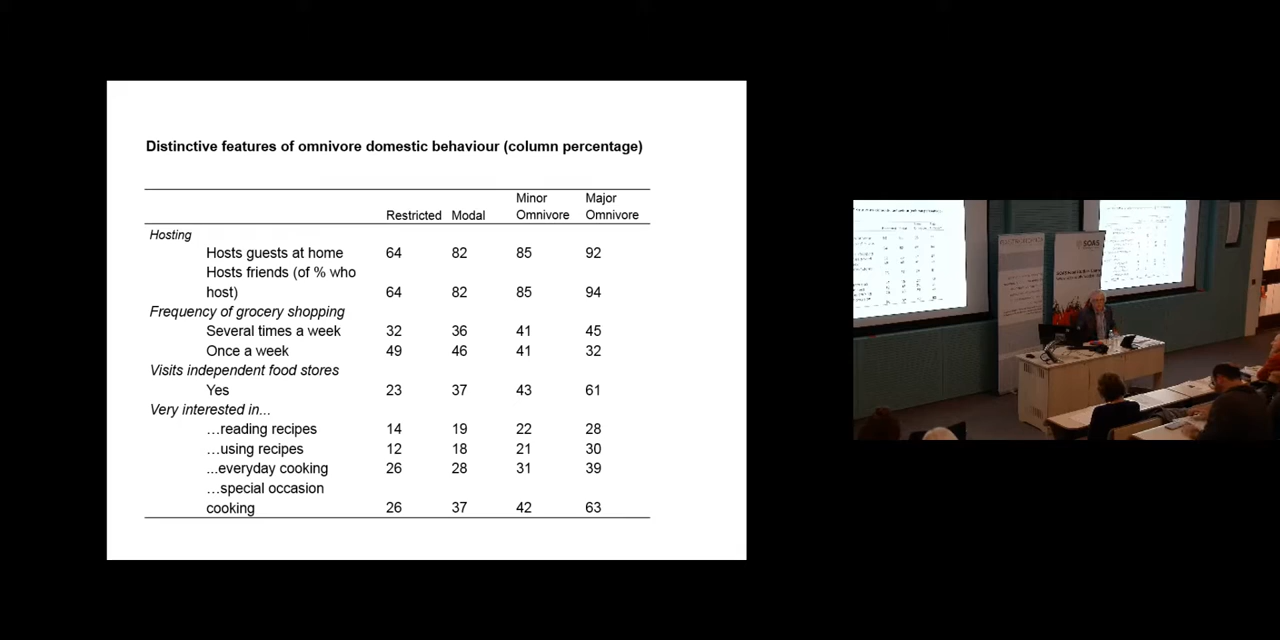 Distinctive features of omnivore domestic behaviour (column percentage)
Minor Major
Restricted Modal Omnivore Omnivore
Hosting
Hosts guests at home 64 82 85 92
Hosts friends (of % who
host) 64 82 85 94
Frequency of grocery shopping
Several times a week 32 36 41 45
Once a week 49 46 41 32
Visits independent food stores
Yes 23 37 43 61
Very interested in...
…reading recipes 14 19 22 28
…using recipes 12 18 21 30
...everyday cooking 26 28 31 39
…special occasion
cooking 26 37 42 63
SOAS